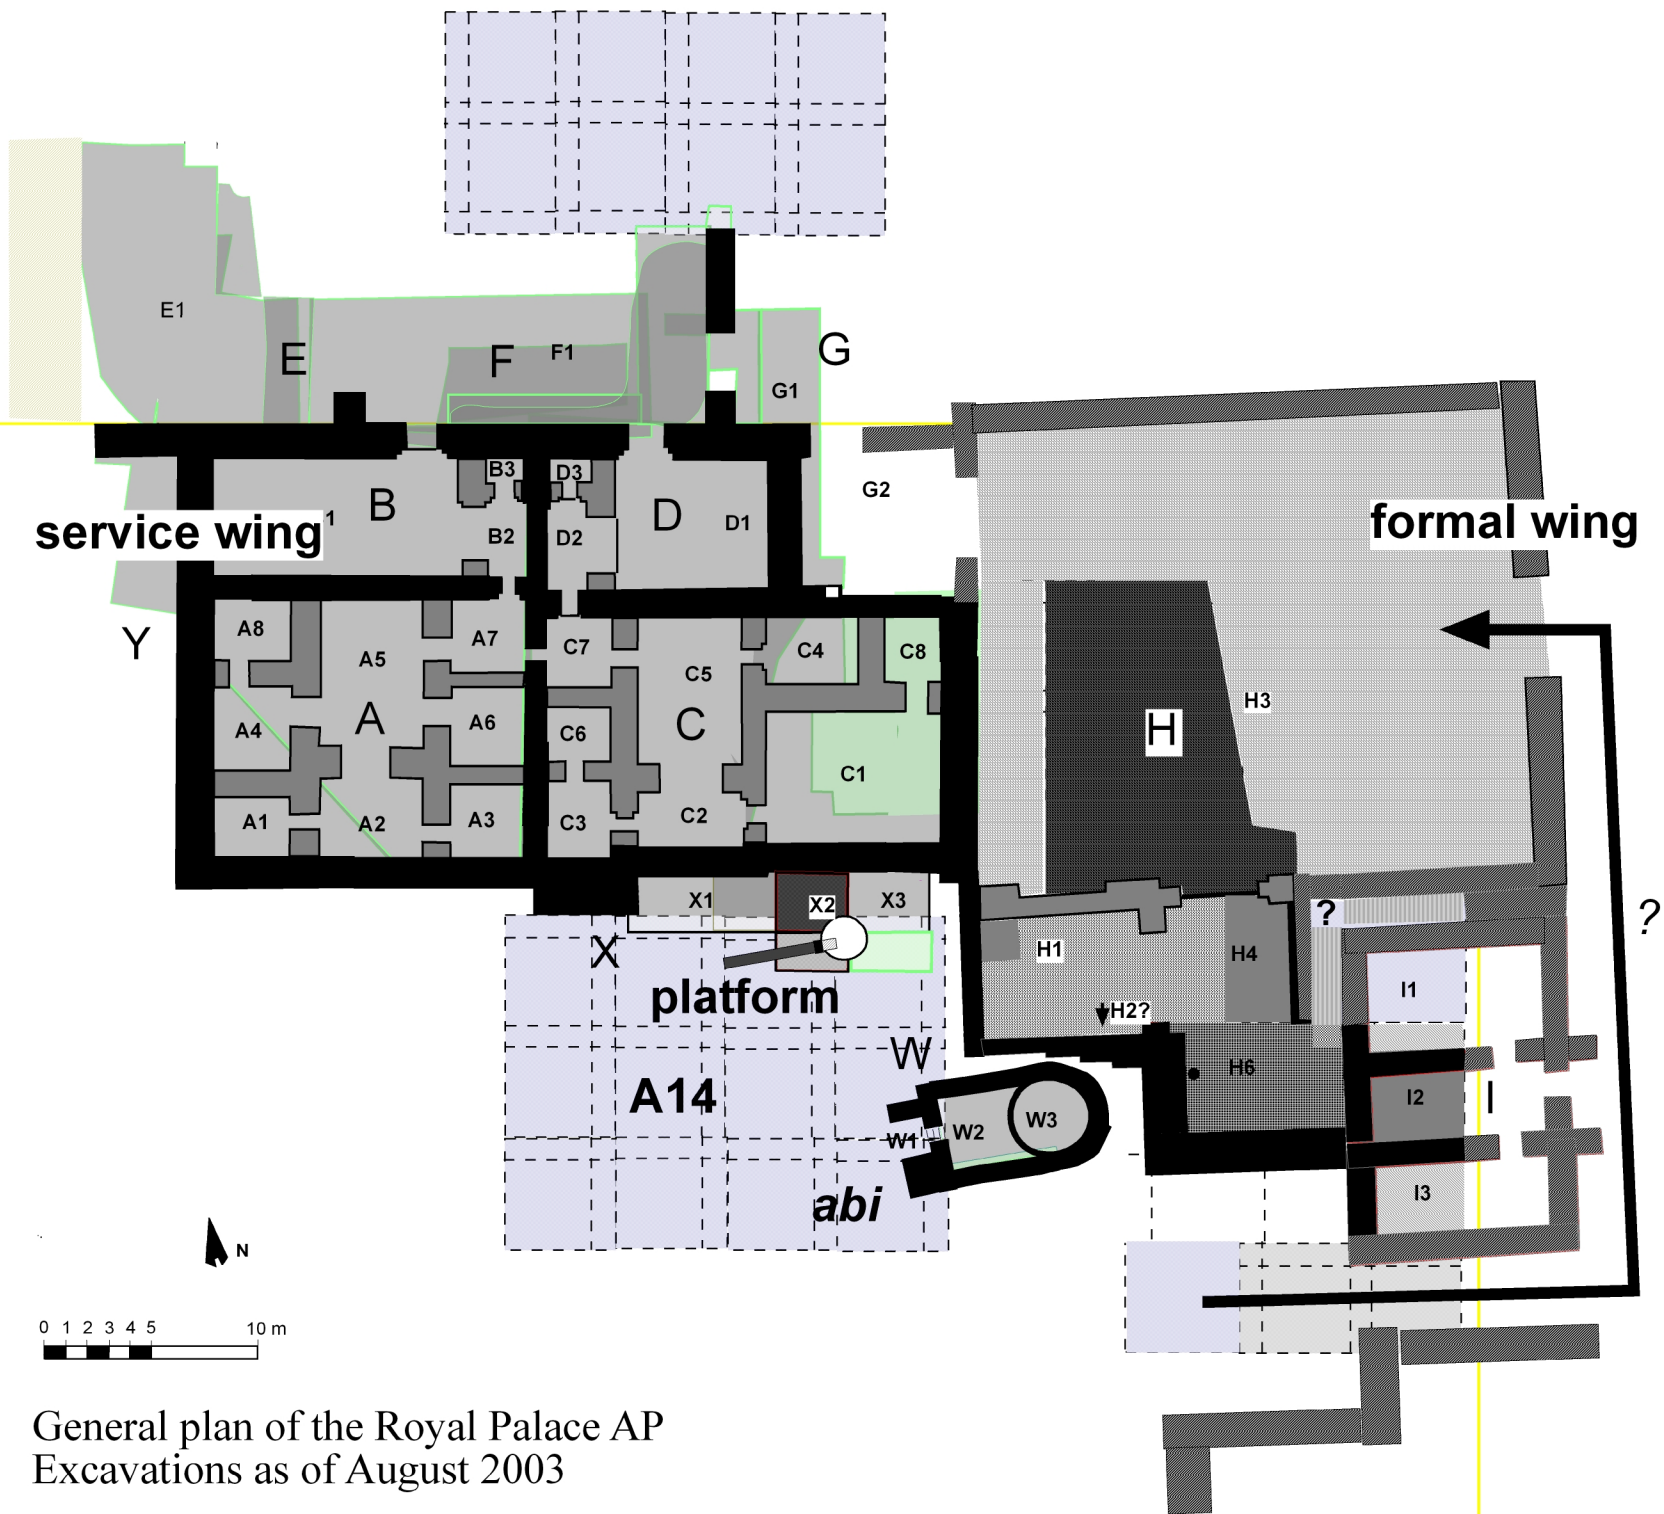 E1
E
F
F1
G
G1
G2
B3
D3
B
1
service wing
B2
D2
D
D1
formal wing
Y
A8
A5
A7
C7
C5
C4
C8
A4
A
A6
C6
C
C1
H
H3
A1
A2
A3
C3
C2
X1
X2
X3
X
?
?
H1
H4
platform
H2?
I1
W
H6
A14
I2
I
W1
W2
W3
abi
I3
N
0 1 2 3 4 5 10 m
General plan of the Royal Palace AP
Excavations as of August 2003